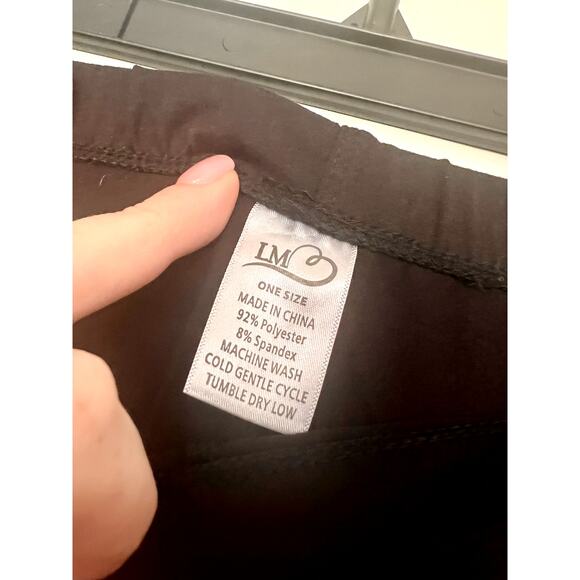 LM
ONE SIZE
MADE IN CHINA
92% Polyester
8% Spandex
MACHINE WASH
COLD GENTLE CYCLE
TUMBLE DRY LOW